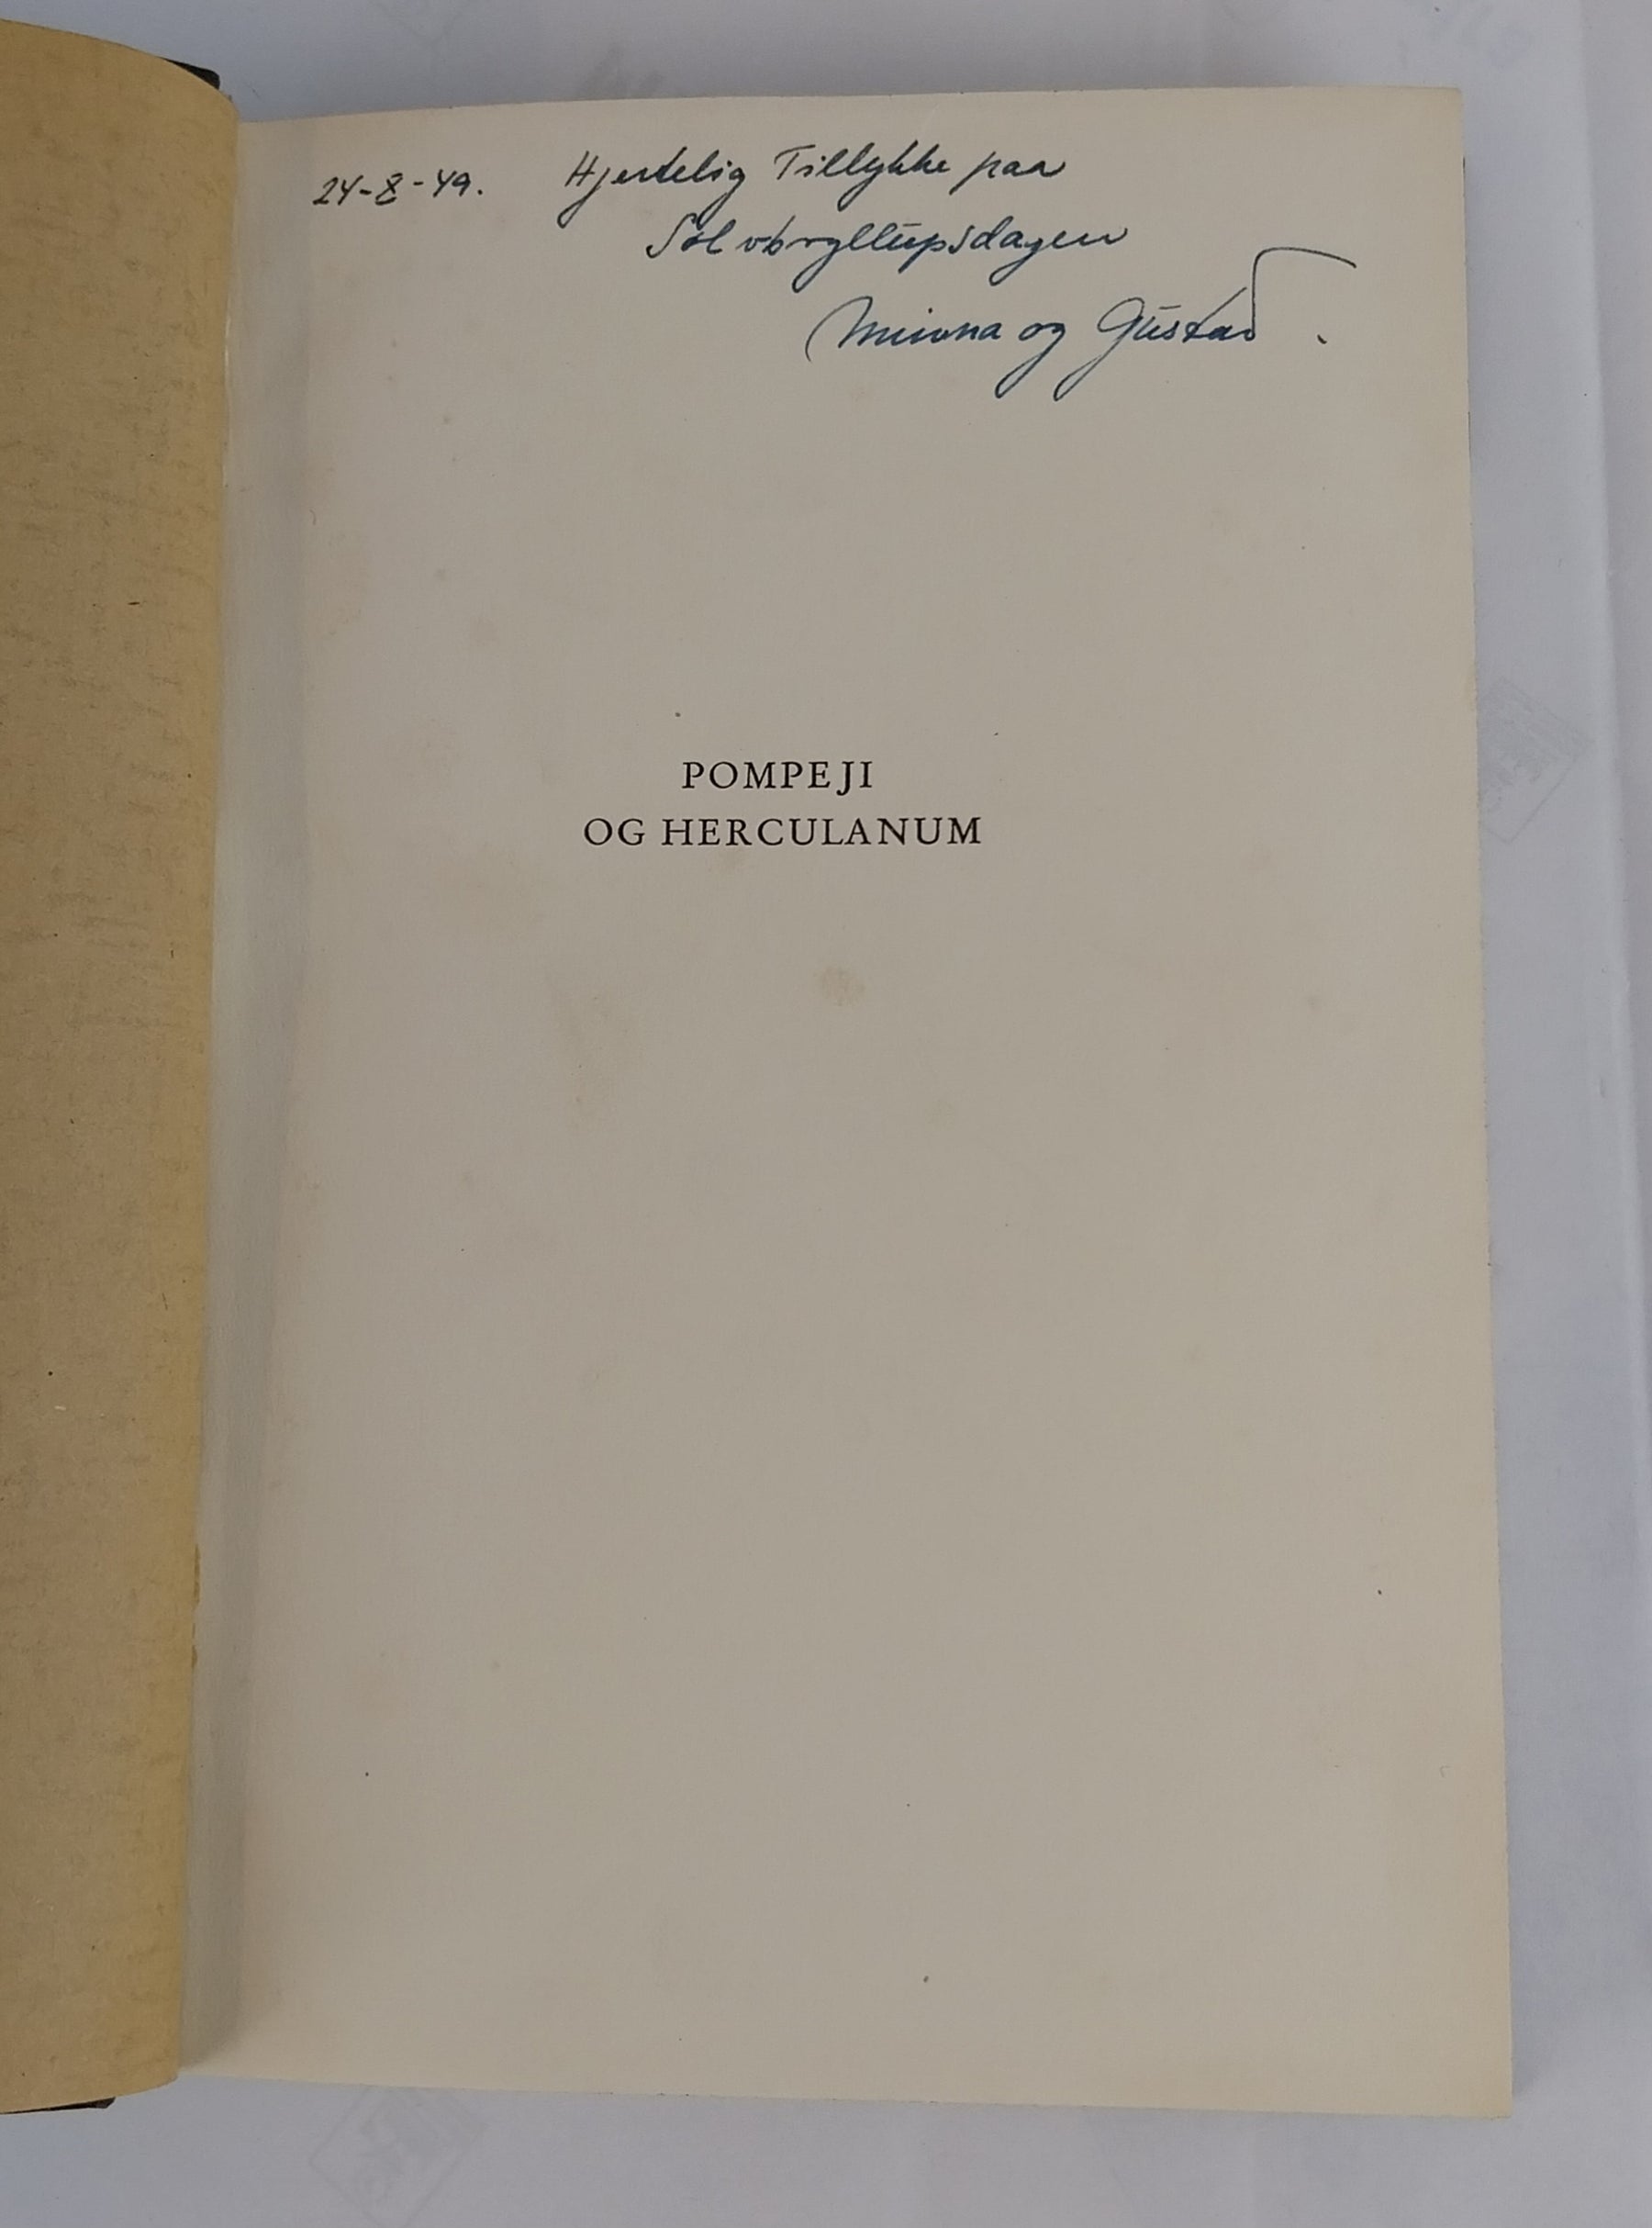 24-8-49. Hjertelig Tillykke paa
Sølvbryllupsdagen
Minna og Gustav.
POMPEJI
OG HERCULANUM